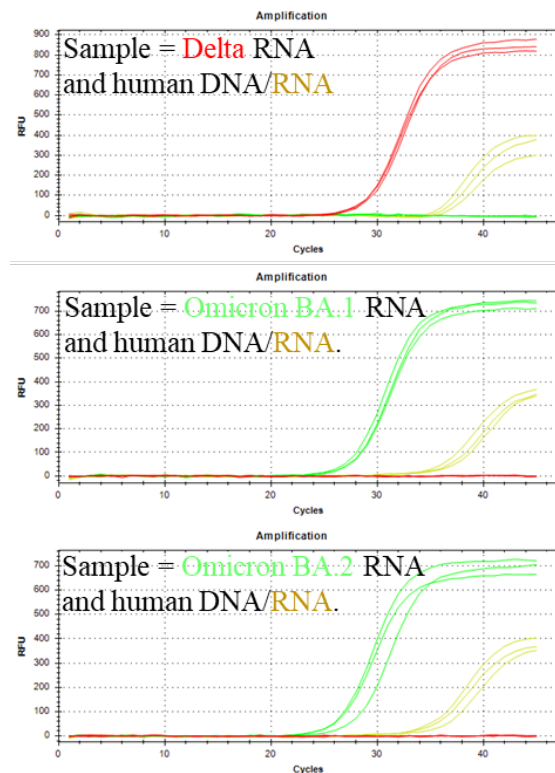 Amplification
900
800
700
600
500
400
300
200
100
0
RFU
Sample = Delta RNA
and human DNA/RNA
0
10
20
30
40
Cycles
Amplification
700
600
500
400
300
200
100
0
RFU
Sample = Omicron BA.1 RNA
and human DNA/RNA.
0
10
20
30
40
Cycles
Amplification
700
600
500
400
300
200
100
0
RFU
Sample = Omicron BA.2 RNA
and human DNA/RNA.
0
10
20
30
40
Cycles